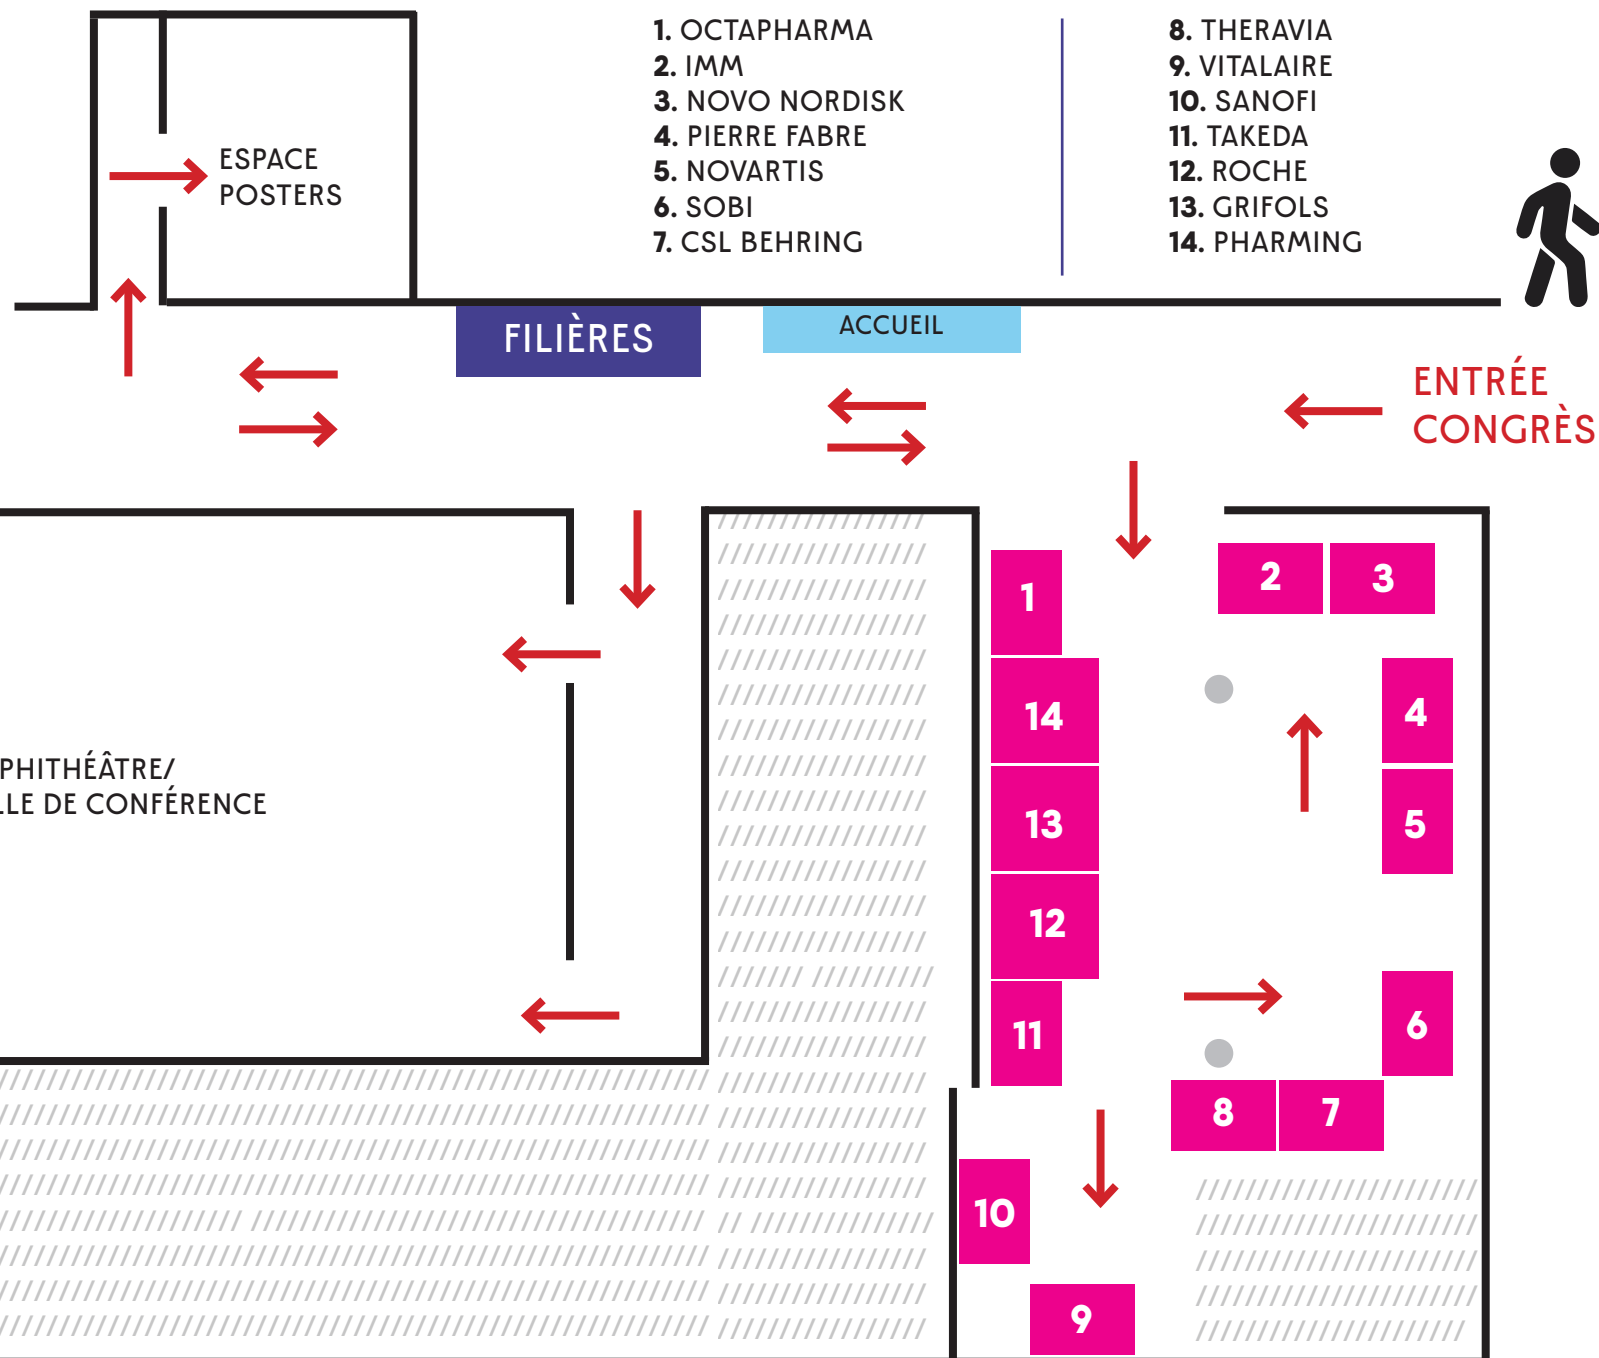 1. OCTAPHARMA
2. IMM
3. NOVO NORDISK
4. PIERRE FABRE
5. NOVARTIS
6. SOBI
7. CSL BEHRING
8. THERAVIA
9. VITALAIRE
10. SANOFI
11. TAKEDA
12. ROCHE
13. GRIFOLS
14. PHARMING
ESPACE
POSTERS
FILIÈRES
ACCUEIL
ENTRÉE
CONGRÈS
PHITHÉÂTRE/
LLE DE CONFÉRENCE
1
2
3
14
4
13
5
12
11
6
8
7
10
9